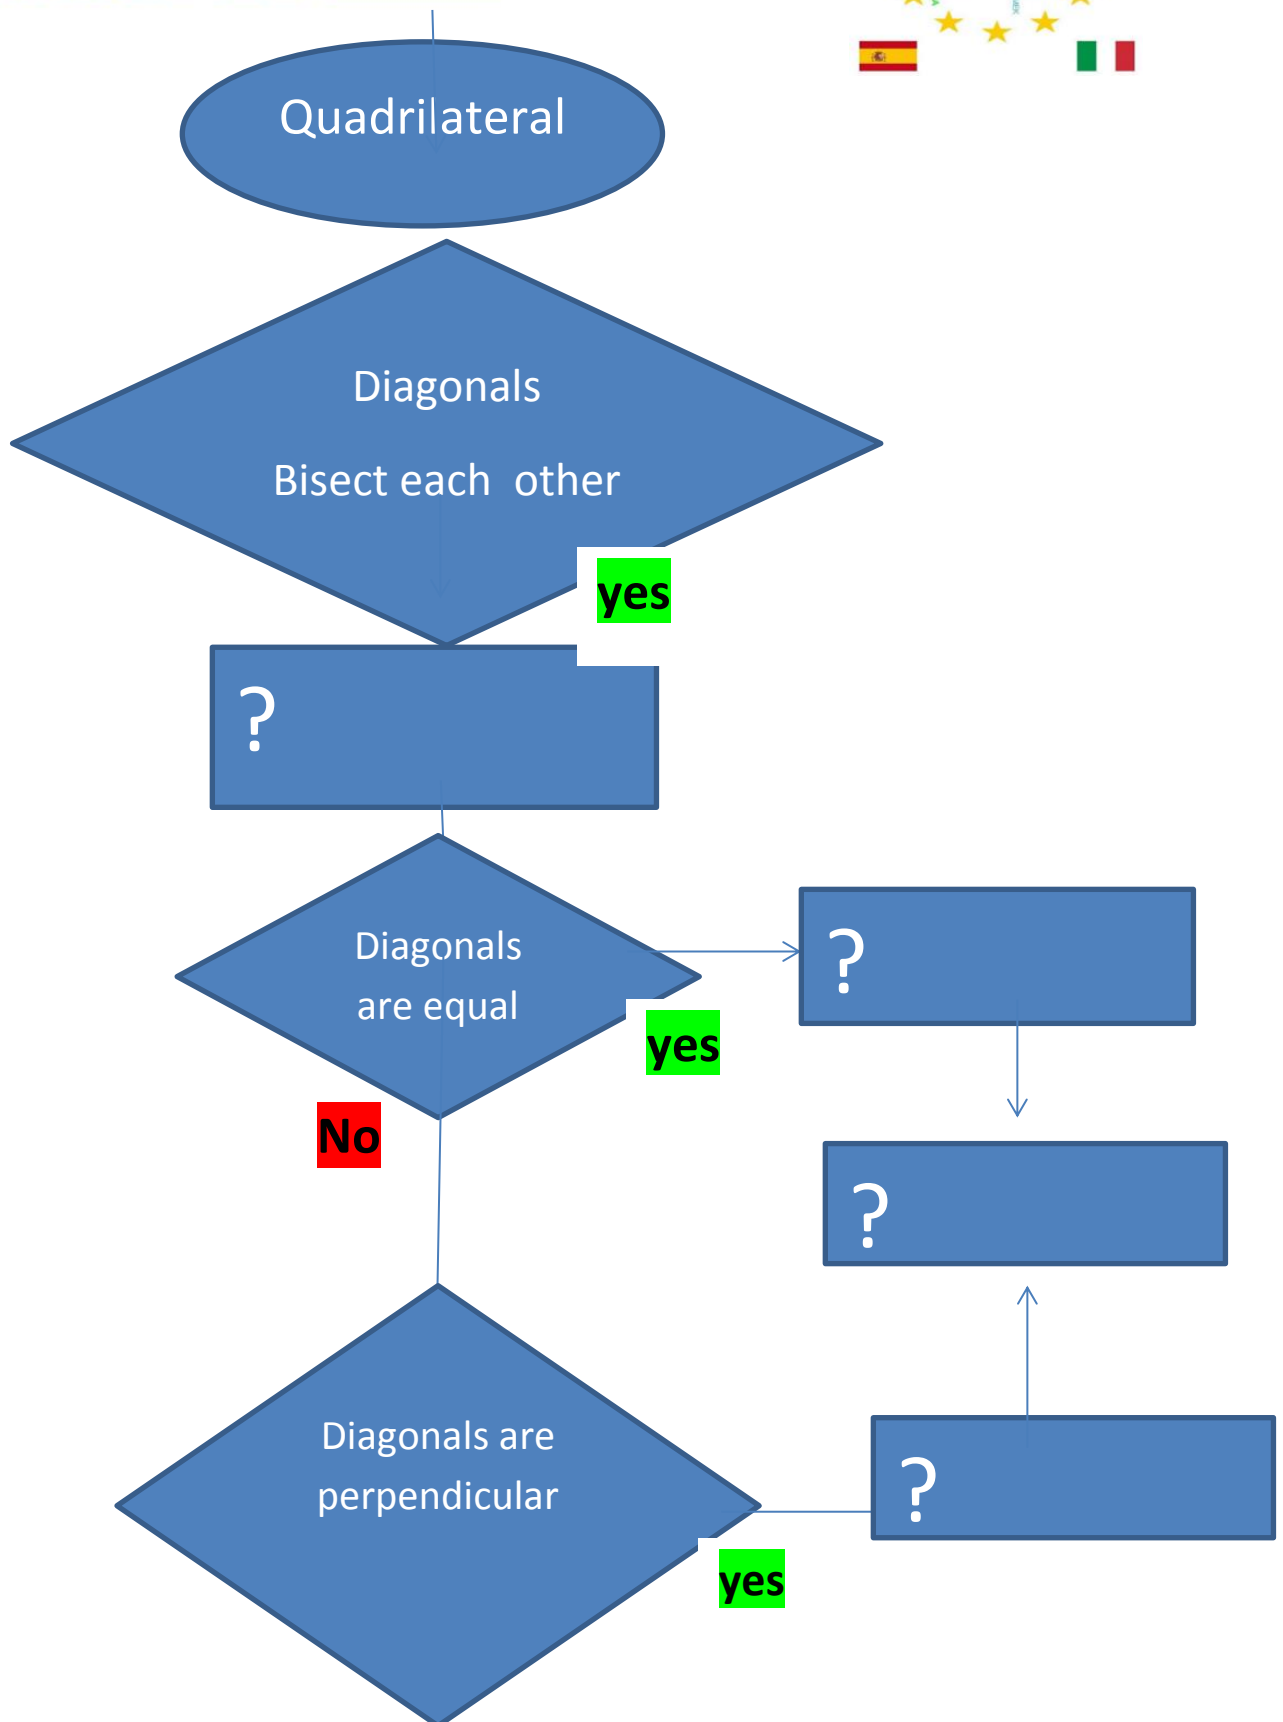 Quadrilateral
Diagonals
Bisect each other
yes
?
Diagonals
are equal
yes
?
No
?
Diagonals are
perpendicular
yes
?